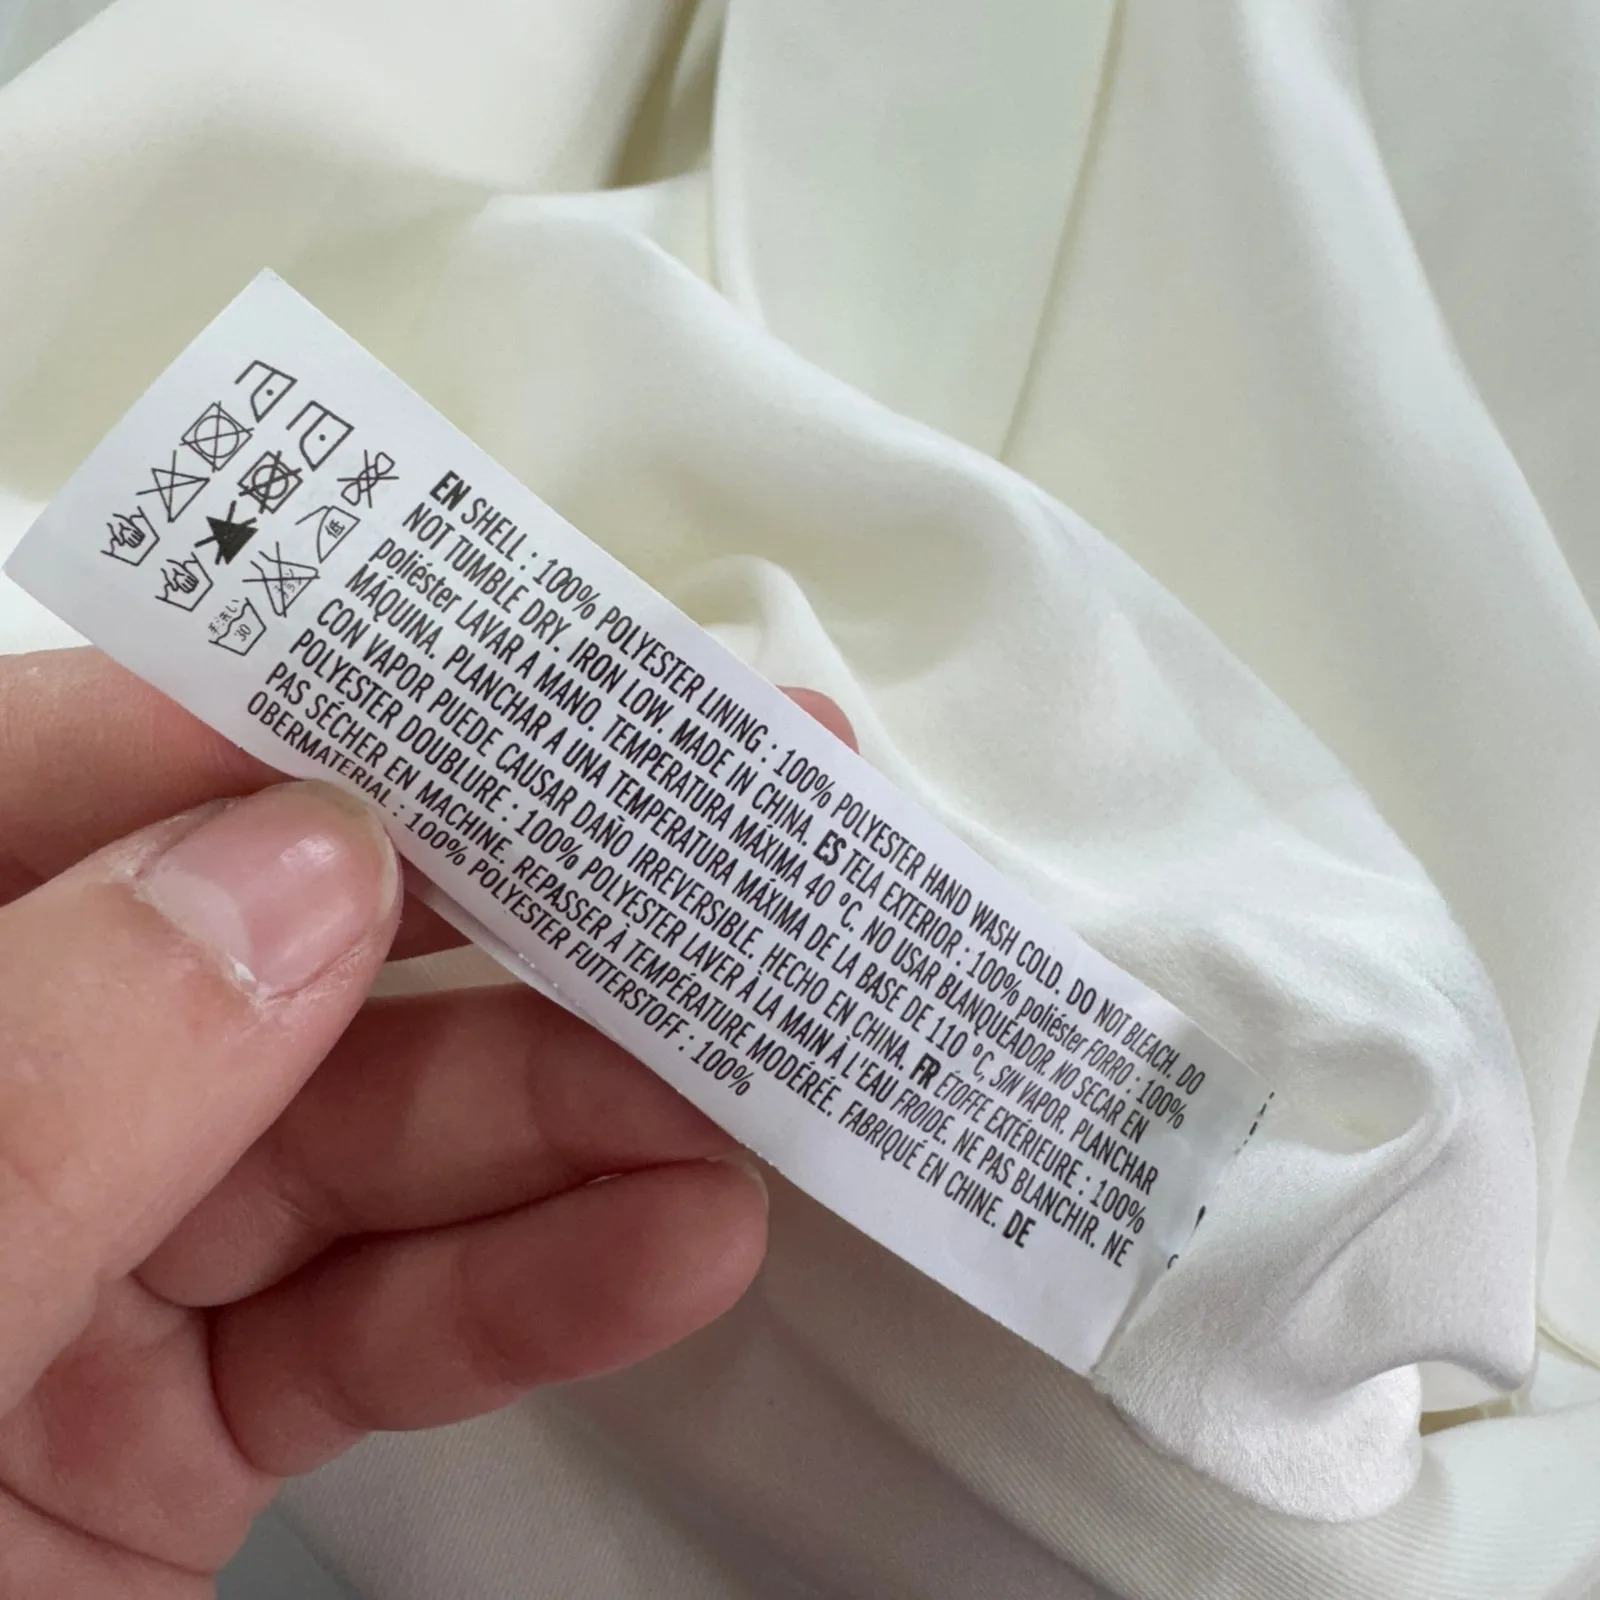 EN SHELL : 100% POLYESTER LINING : 100% POLYESTER HAND WASH COLD. DO NOT BLEACH. DO
NOT TUMBLE DRY. IRON LOW. MADE IN CHINA. ES TELA EXTERIOR : 100% poliéster FORRO : 100%
poliéster LAVAR A MANO. TEMPERATURA MÁXIMA 40 °C. NO USAR BLANQUEADOR. NO SECAR EN
MÁQUINA. PLANCHAR A UNA TEMPERATURA MÁXIMA DE LA BASE DE 110 °C, SIN VAPOR. PLANCHAR
CON VAPOR PUEDE CAUSAR DAÑO IRREVERSIBLE. HECHO EN CHINA. FR ÉTOFFE EXTÉRIEURE : 100%
POLYESTER DOUBLURE : 100% POLYESTER LAVER À LA MAIN À L'EAU FROIDE. NE PAS BLANCHIR. NE
PAS SÉCHER EN MACHINE. REPASSER À TEMPÉRATURE MODÉRÉE. FABRIQUÉ EN CHINE. DE
OBERMATERIAL : 100% POLYESTER FUTTERSTOFF : 100%
低
手洗い
30